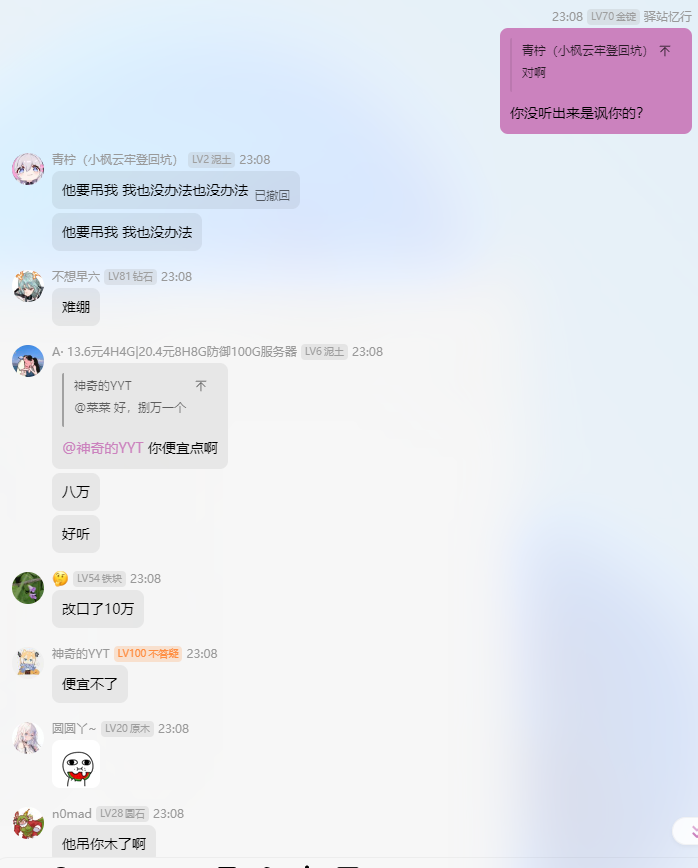 23:08 LV70 金锭 驿站忆行
青柠（小枫云牢登回坑）
对啊
你没听出来是讽你的?
青柠（小枫云牢登回坑） LV2 泥土 23:08
他要吊我 我也没办法也没办法 已撤回
他要吊我 我也没办法
不想早六 LV81 钻石 23:08
难绷
A· 13.6元4H4G|20.4元8H8G防御100G服务器 LV6 泥土 23:08
神奇的YYT
@菜菜 好，捌万一个
@神奇的YYT 你便宜点啊
八万
好听
🤔 LV54 铁块 23:08
改口了10万
神奇的YYT LV100 不答疑 23:08
便宜不了
圆圆丫~ LV20 原木 23:08
n0mad LV28 圆石 23:08
他吊你木了啊